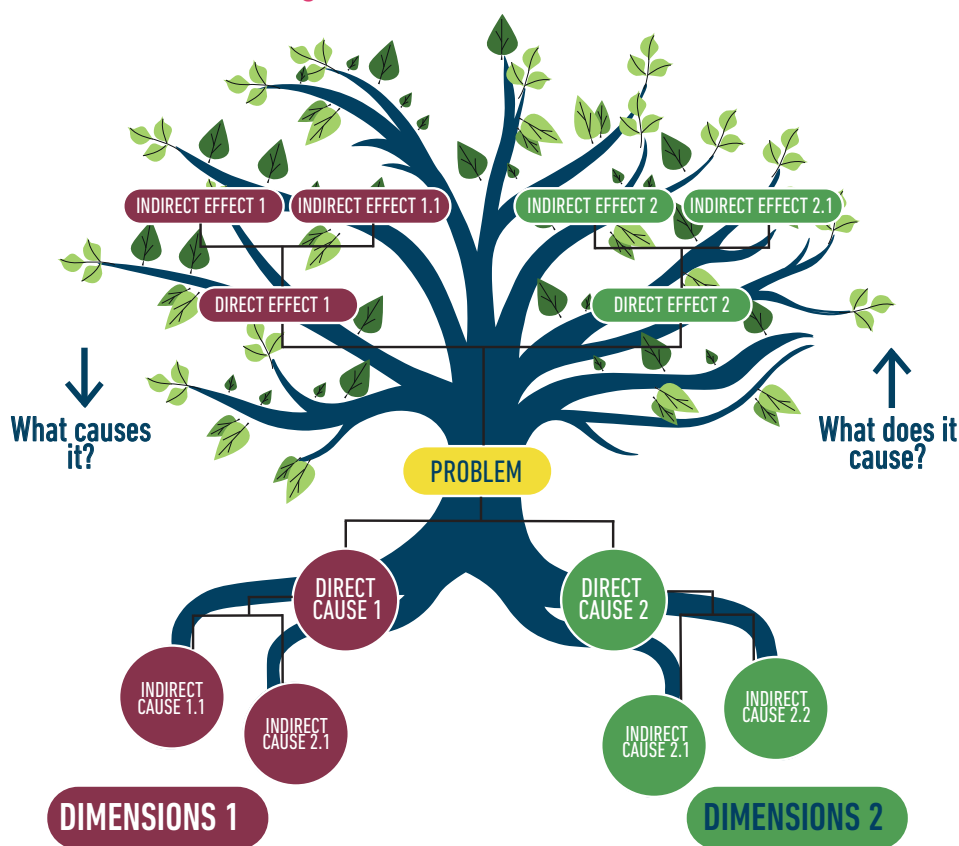 INDIRECT EFFECT 1
INDIRECT EFFECT 1.1
INDIRECT EFFECT 2
INDIRECT EFFECT 2.1
DIRECT EFFECT 1
DIRECT EFFECT 2
What causes
it?
What does it
cause?
PROBLEM
DIRECT
CAUSE 1
DIRECT
CAUSE 2
INDIRECT
CAUSE 1.1
INDIRECT
CAUSE 2.1
INDIRECT
CAUSE 2.1
INDIRECT
CAUSE 2.2
DIMENSIONS 1
DIMENSIONS 2